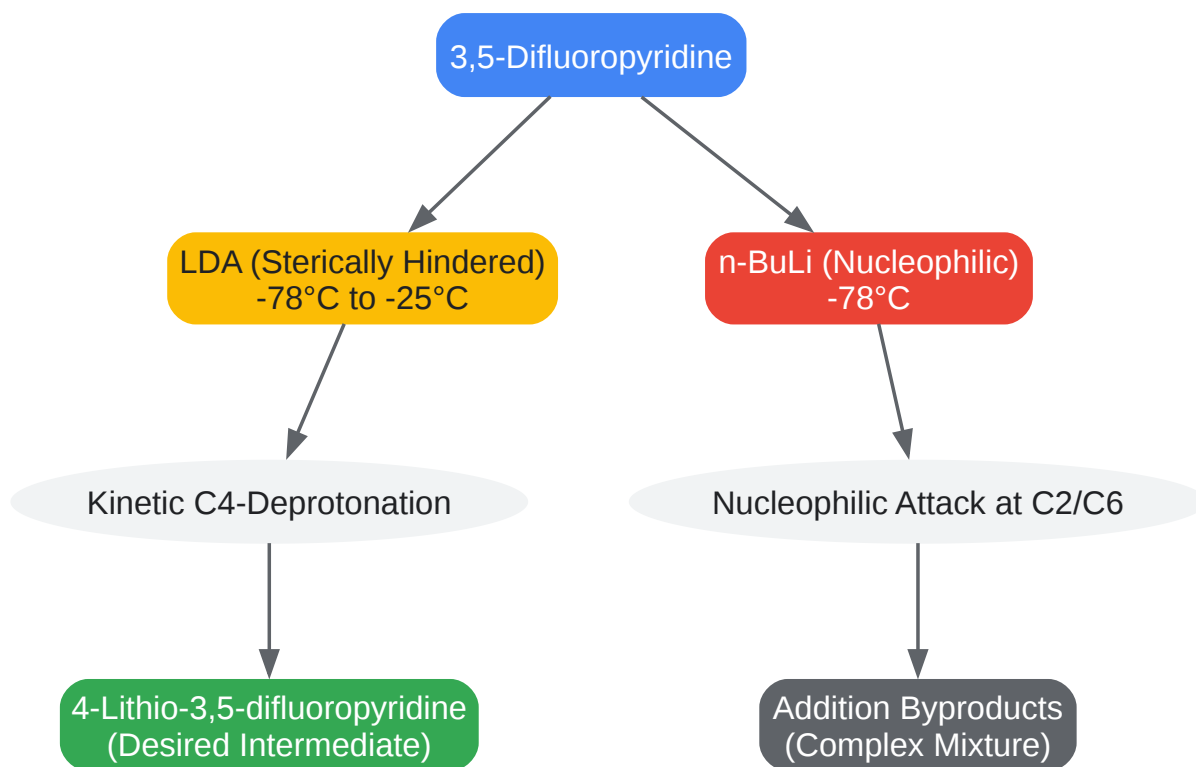 3,5-Difluoropyridine
LDA (Sterically Hindered)
-78°C to -25°C
n-BuLi (Nucleophilic)
-78°C
Kinetic C4-Deprotonation
Nucleophilic Attack at C2/C6
4-Lithio-3,5-difluoropyridine
(Desired Intermediate)
Addition Byproducts
(Complex Mixture)